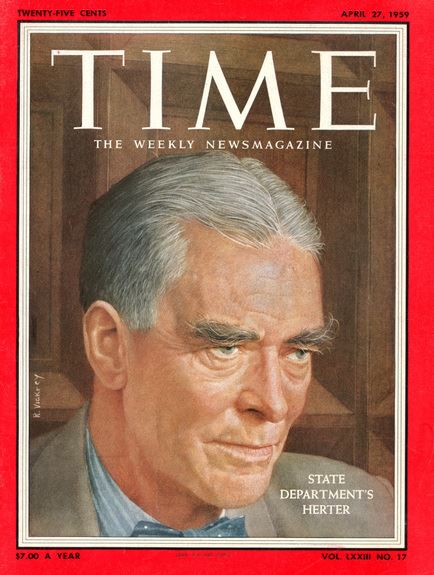 TWENTY-FIVE CENTS
APRIL 27, 1959
TIME
THE WEEKLY NEWSMAGAZINE
R. Vickrey
STATE
DEPARTMENT'S
HERTER
$7.00 A YEAR
VOL. LXXIII NO. 17